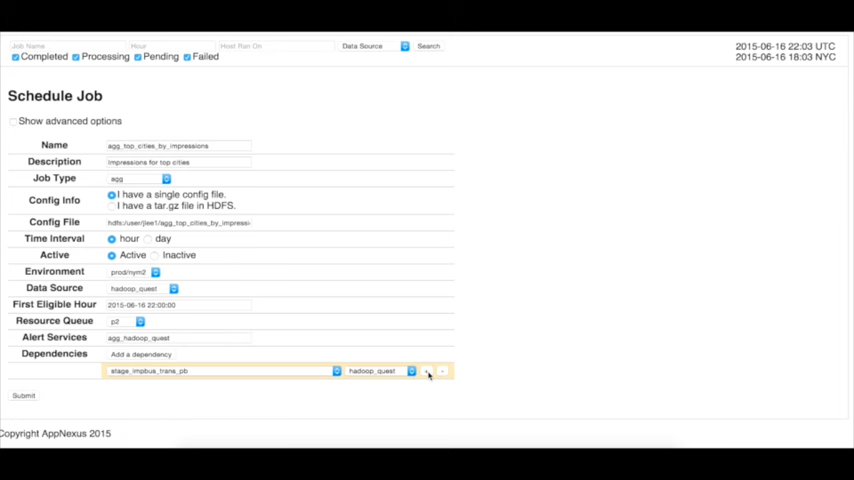 Job Name Hour Host Ran On Data Source Search 2015-06-16 22:03 UTC
Completed Processing Pending Failed 2015-06-16 18:03 NYC
Schedule Job
Show advanced options
Name agg_top_cities_by_impressions
Description Impressions for top cities
Job Type agg
Config Info I have a single config file.
I have a tar.gz file in HDFS.
Config File hdfs:/user/jlee1/agg_top_cities_by_impressi
Time Interval hour day
Active Active Inactive
Environment prod/nym2
Data Source hadoop_quest
First Eligible Hour 2015-06-16 22:00:00
Resource Queue p2
Alert Services agg_hadoop_quest
Dependencies Add a dependency
stage_impbus_trans_pb hadoop_quest + -
Submit
Copyright AppNexus 2015